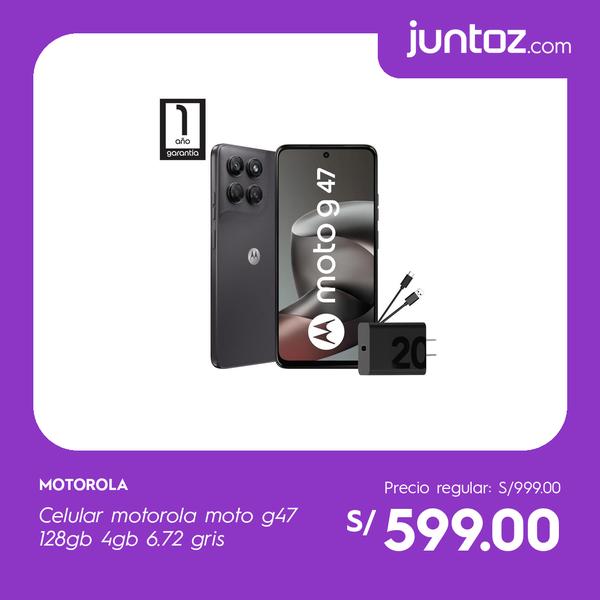 juntoz.com
1
año
garantía
moto g 47
20
MOTOROLA
Celular motorola moto g47
128gb 4gb 6.72 gris
Precio regular: S/999.00
S/ 599.00